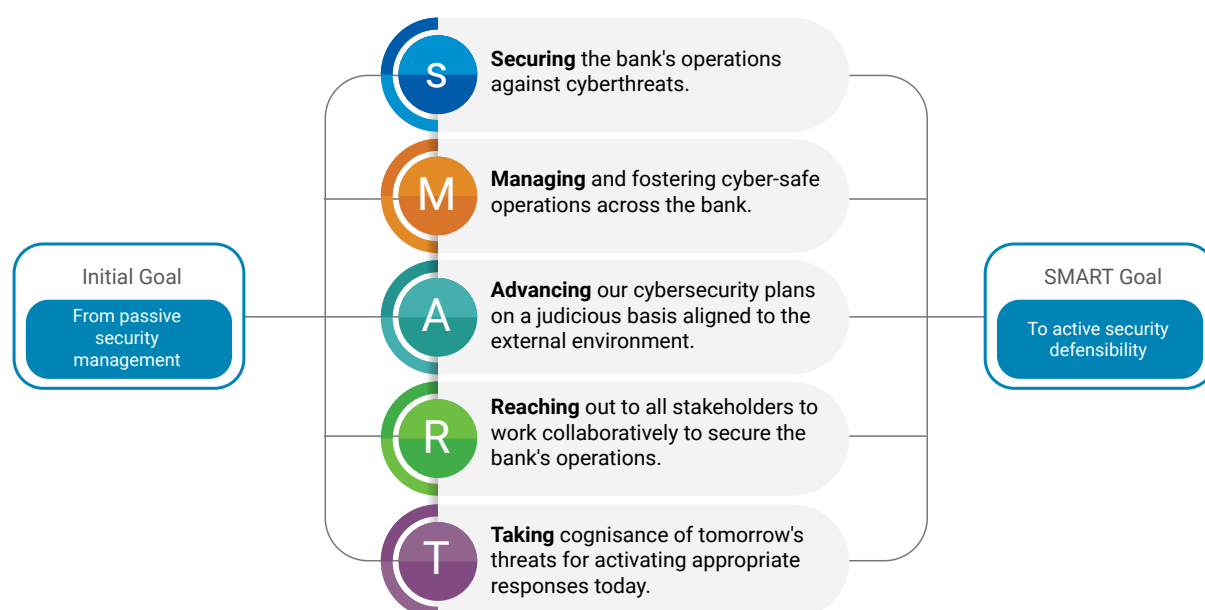 s
Securing the bank's operations
against cyberthreats.
M
Managing and fostering cyber-safe
operations across the bank.
Initial Goal
From passive
security
management
A
Advancing our cybersecurity plans
on a judicious basis aligned to the
external environment.
SMART Goal
To active security
defensibility
R
Reaching out to all stakeholders to
work collaboratively to secure the
bank's operations.
T
Taking cognisance of tomorrow's
threats for activating appropriate
responses today.